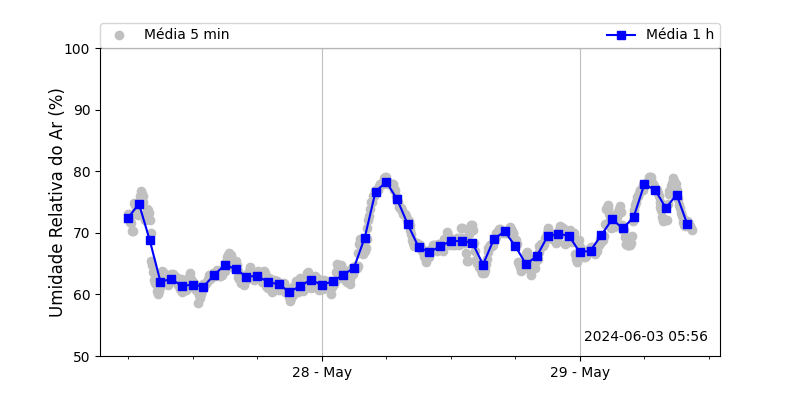 Média 5 min
Média 1 h
Umidade Relativa do Ar (%)
100
90
80
70
60
50
2024-06-03 05:56
28 - May
29 - May